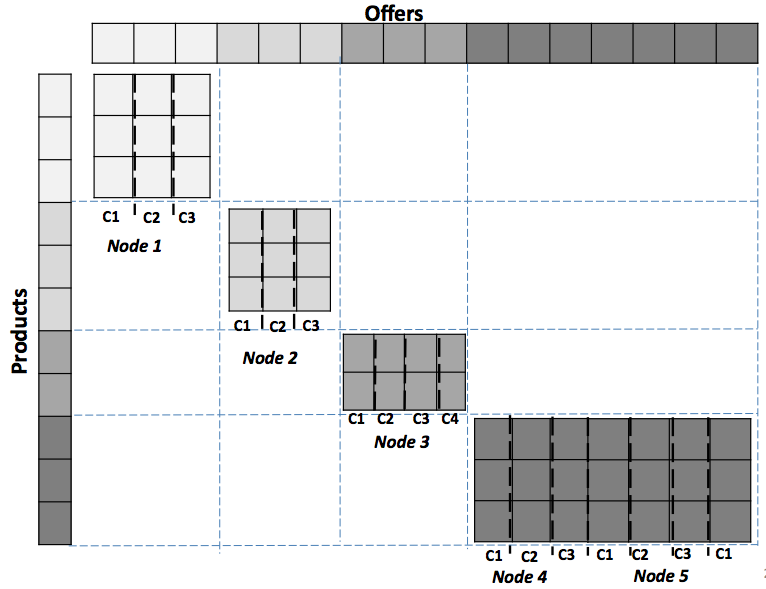 Offers
Products
C1 C2 C3
Node 1
C1 C2 C3
Node 2
C1 C2 C3 C4
Node 3
C1 C2 C3 C1 C2 C3 C1
Node 4 Node 5